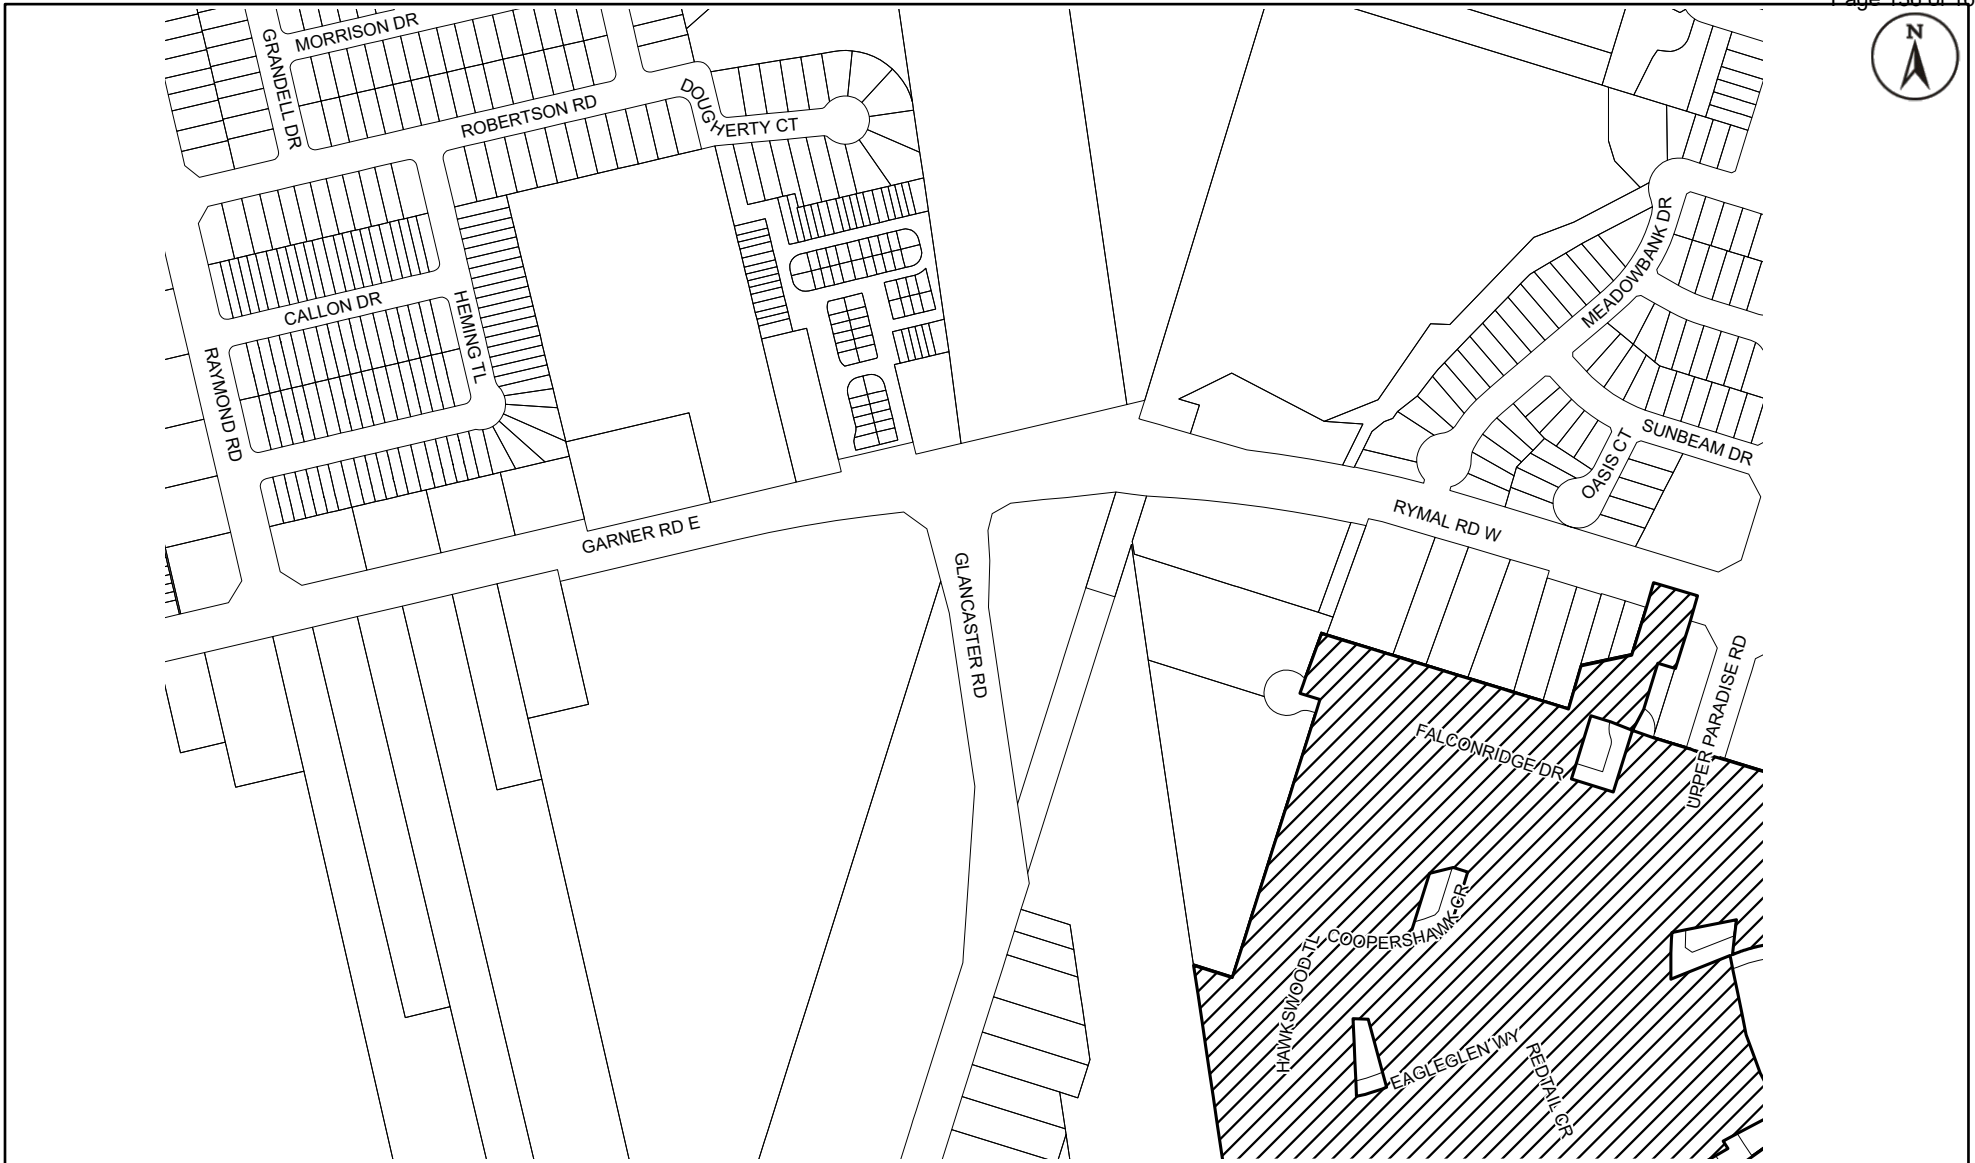 N
MORRISON DR
GRANDELL DR
ROBERTSON RD
DOUGHERTY CT
MEADOWBANK DR
CALLON DR
HEMING TL
RAYMOND RD
SUNBEAM DR
OASIS CT
RYMAL RD W
GARNER RD E
GLANCASTER RD
UPPER PARADISE RD
FALCONRIDGE DR
COOPERSHAWK CR
HAWKSWOOD TL
EAGLEGLEN WY
REDTAIL CR